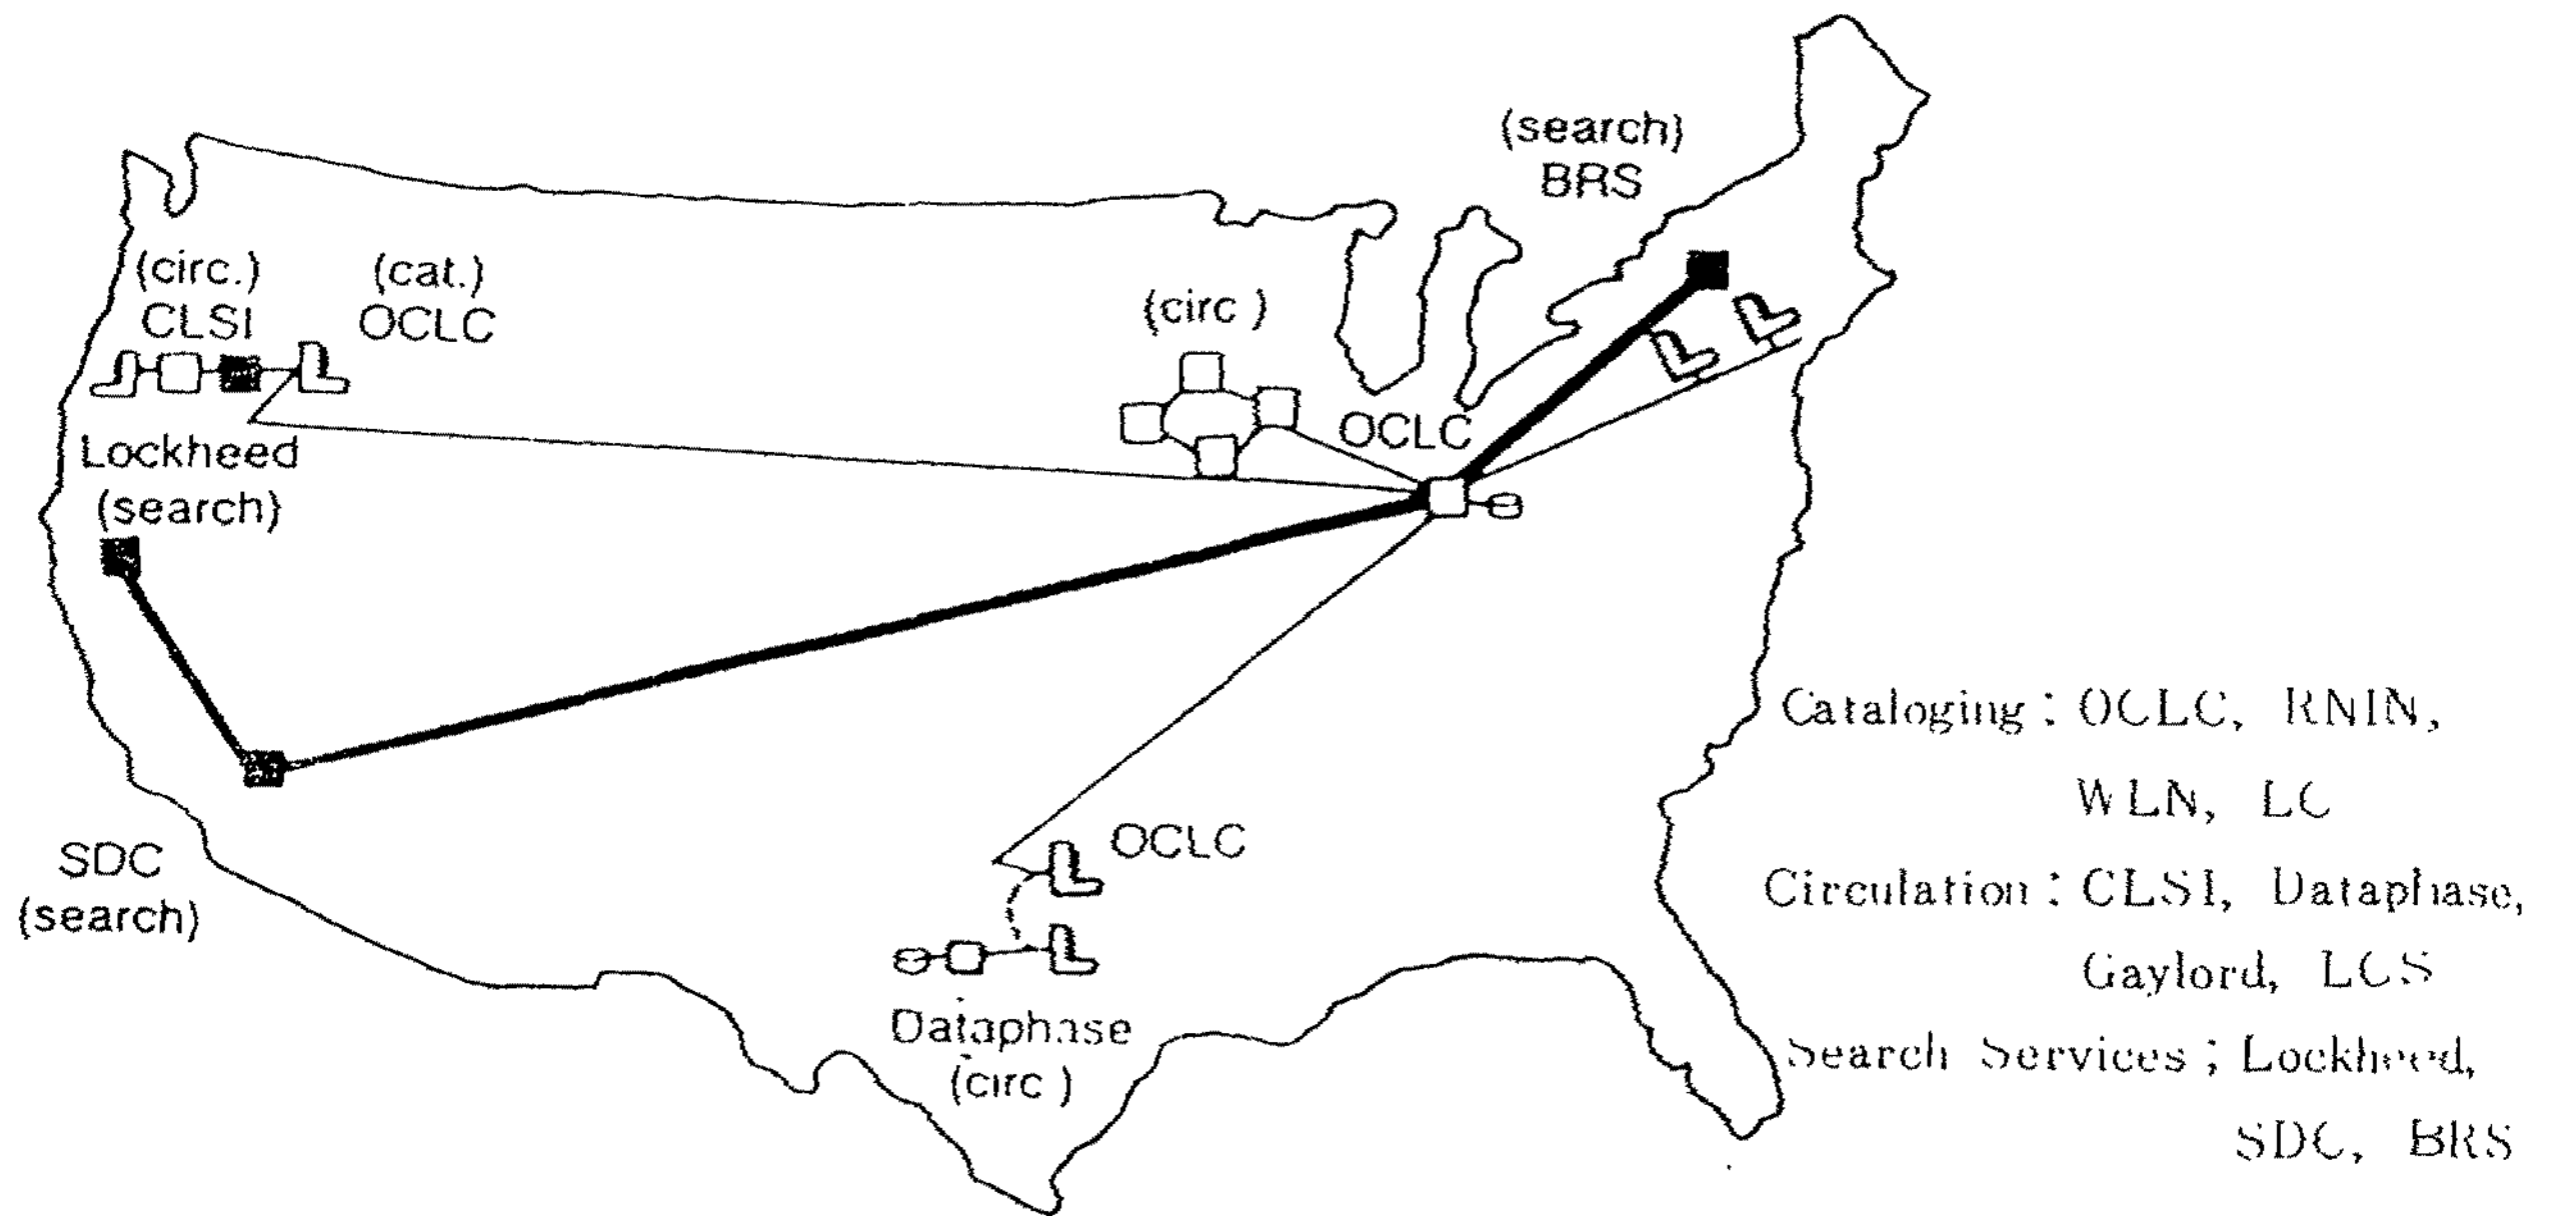 (search)
BRS
(circ.)
CLSI
(cat.)
OCLC
(circ )
OCLC
Lockheed
(search)
SDC
(search)
OCLC
Dataphase
(circ )
Cataloging : OCLC, RNIN,
WLN, LC
Circulation : CLSI, Dataphase,
Gaylord, LCS
Search Services ; Lockheed,
SDC, BRS